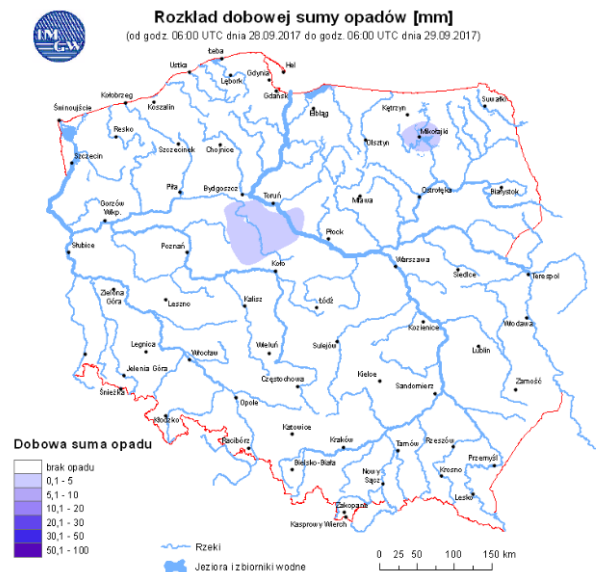 IM
G-W
Rozkład dobowej sumy opadów [mm]
(od godz. 06:00 UTC dnia 28.09.2017 do godz. 06:00 UTC dnia 29.09.2017)
Łeba
Ustka
Hel
Gdynia
Lębork
Gdańsk
Kołobrzeg
Koszalin
Świnoujście
Elbląg
Kętrzyn
Suwałki
Resko
Mikołajki
Olsztyn
Szczecinek
Chojnice
Szczecin
Piła
Bydgoszcz
Toruń
Mława
Ostrołęka
Białystok
Gorzów
Wlkp.
Płock
Słubice
Poznań
Koło
Warszawa
Siedlce
Terespol
Zielona
Góra
Leszno
Kalisz
Łódź
Kozienice
Włodawa
Legnica
Wrocław
Wieluń
Sulejów
Lublin
Jelenia Góra
Śnieżka
Częstochowa
Kielce
Sandomierz
Zamość
Kłodzko
Opole
Katowice
Racibórz
Kraków
Tarnów
Rzeszów
Przemyśl
Bielsko-Biała
Nowy
Sącz
Krosno
Lesko
Zakopane
Kasprowy Wierch
Dobowa suma opadu
brak opadu
0,1 - 5
5,1 - 10
10,1 - 20
20,1 - 30
30,1 - 50
50,1 - 100
Rzeki
Jeziora i zbiorniki wodne
0 25 50 100 150 km